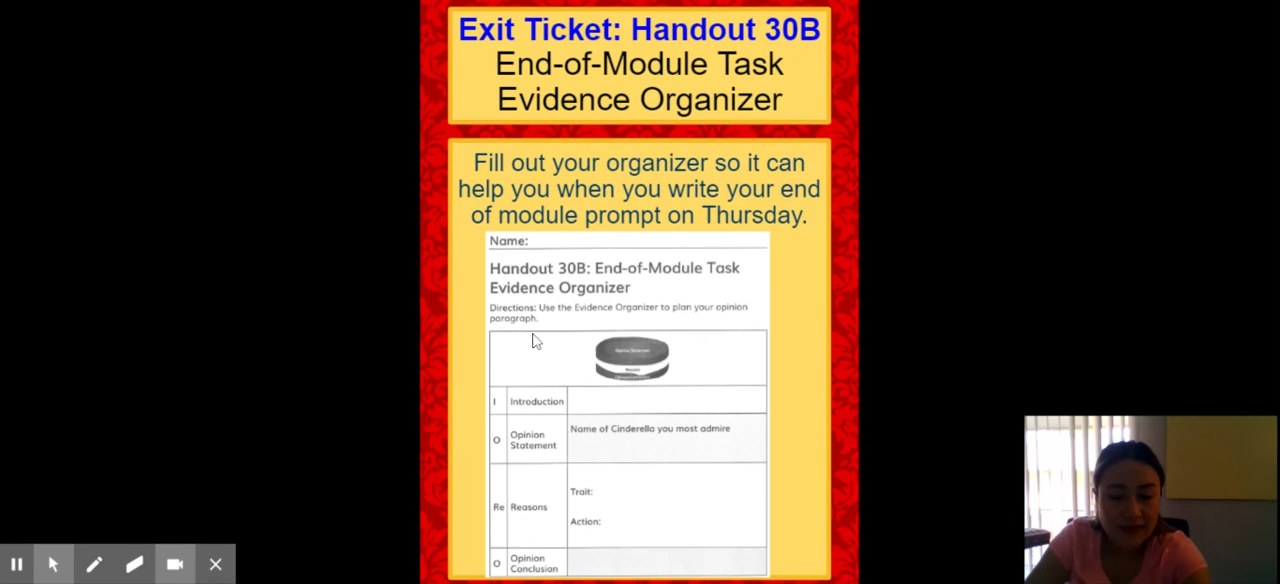 Exit Ticket: Handout 30B
End-of-Module Task
Evidence Organizer
Fill out your organizer so it can
help you when you write your end
of module prompt on Thursday.
Name:
Handout 30B: End-of-Module Task
Evidence Organizer
Directions: Use the Evidence Organizer to plan your opinion
paragraph.
Opinion Statement
Reasons
I Introduction
O Opinion Statement
Name of Cinderella you most admire
Re Reasons
Trait:
Action:
O Opinion Conclusion